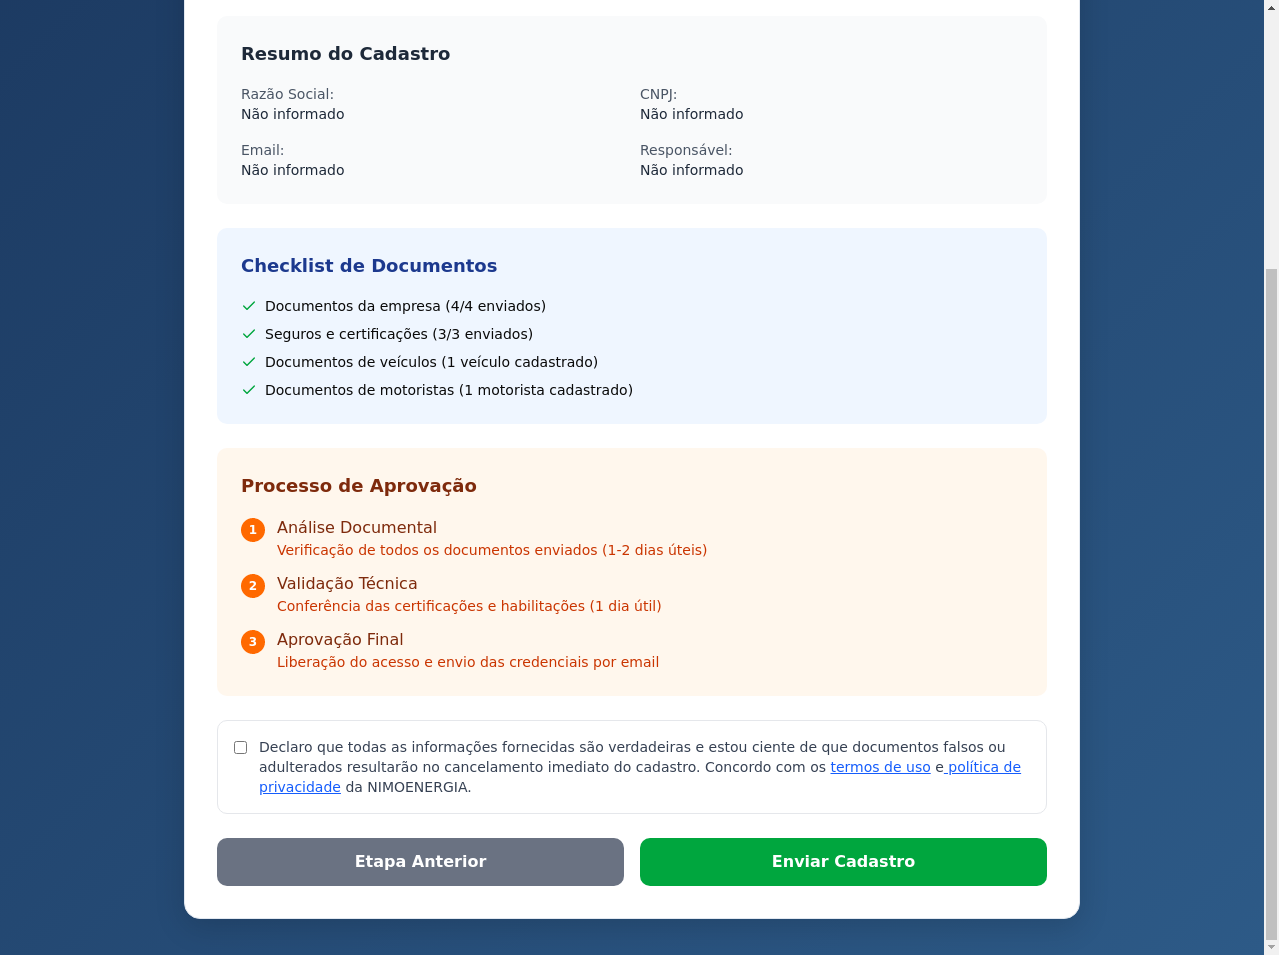 Resumo do Cadastro
Razão Social:
Não informado
CNPJ:
Não informado
Email:
Não informado
Responsável:
Não informado
Checklist de Documentos
Documentos da empresa (4/4 enviados)
Seguros e certificações (3/3 enviados)
Documentos de veículos (1 veículo cadastrado)
Documentos de motoristas (1 motorista cadastrado)
Processo de Aprovação
1 Análise Documental
Verificação de todos os documentos enviados (1-2 dias úteis)
2 Validação Técnica
Conferência das certificações e habilitações (1 dia útil)
3 Aprovação Final
Liberação do acesso e envio das credenciais por email
Declaro que todas as informações fornecidas são verdadeiras e estou ciente de que documentos falsos ou
adulterados resultarão no cancelamento imediato do cadastro. Concordo com os termos de uso e política de
privacidade da NIMOENERGIA.
Etapa Anterior
Enviar Cadastro